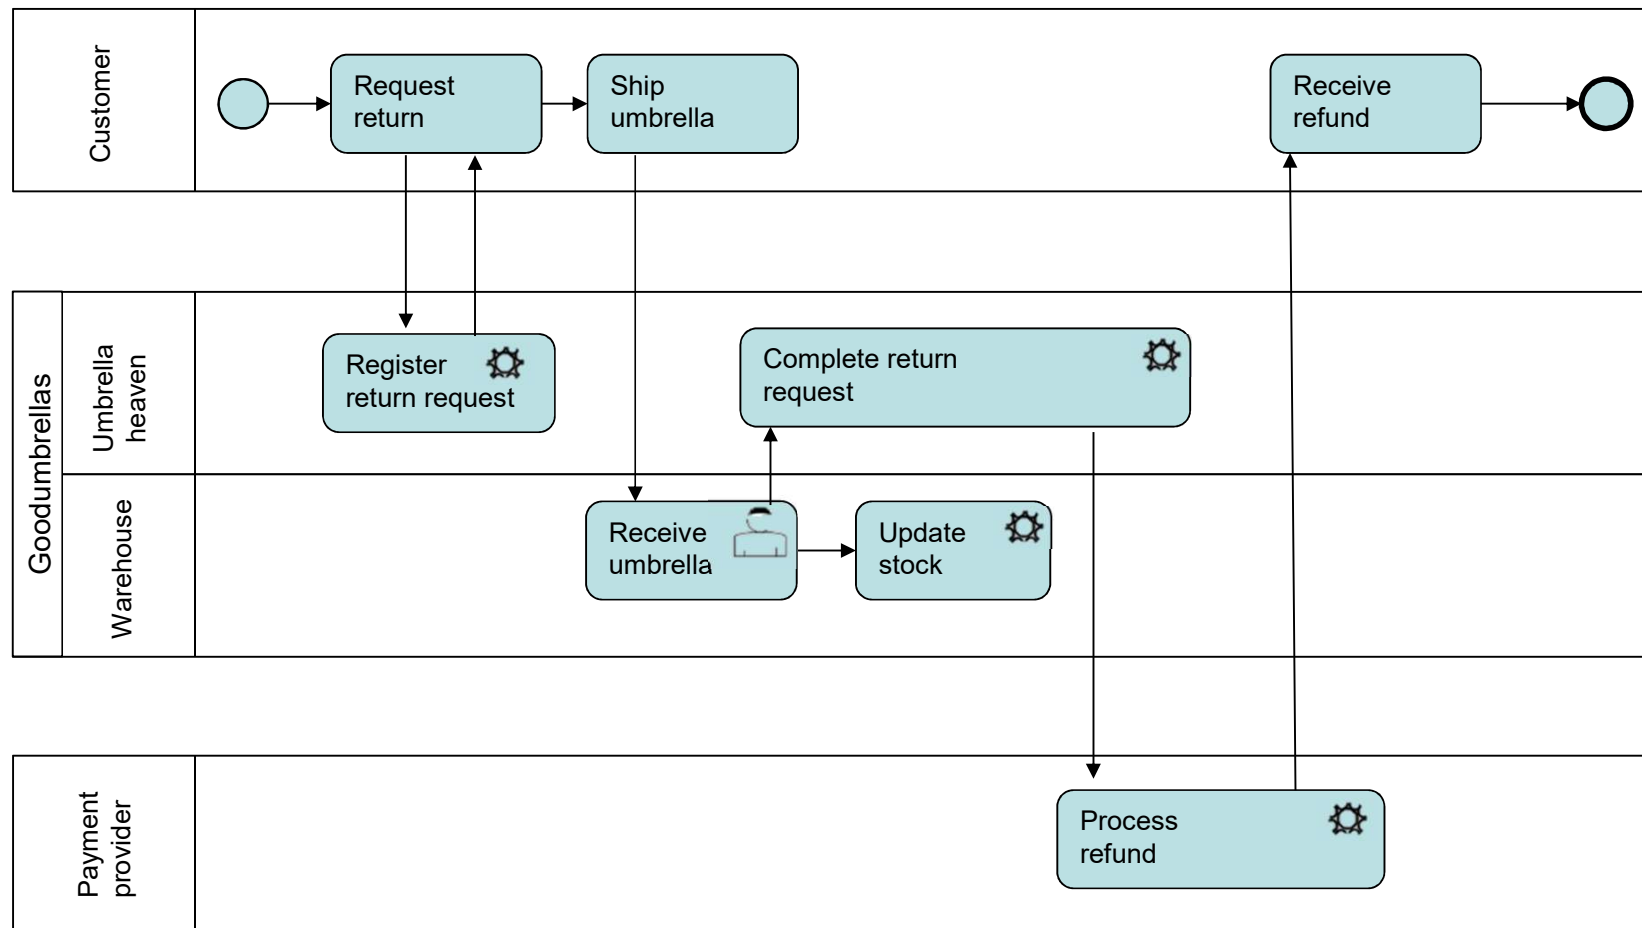 Customer
Request
return
Ship
umbrella
Receive
refund
Goodumbrellas
Umbrella
heaven
Register
return request
Complete return
request
Warehouse
Receive
umbrella
Update
stock
Payment
provider
Process
refund